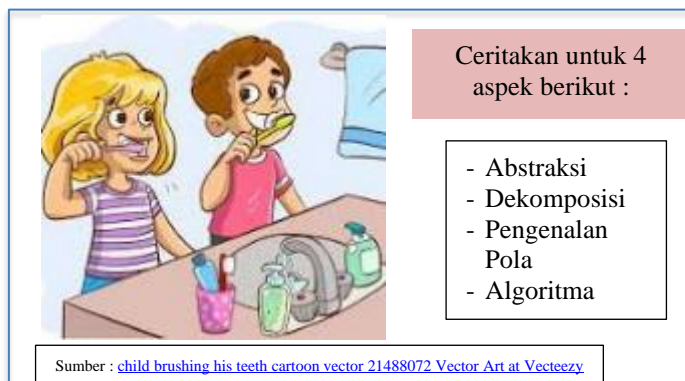 Ceritakan untuk 4
aspek berikut :
- Abstraksi
- Dekomposisi
- Pengenalan
Pola
- Algoritma
Sumber : child brushing his teeth cartoon vector 21488072 Vector Art at Vecteezy